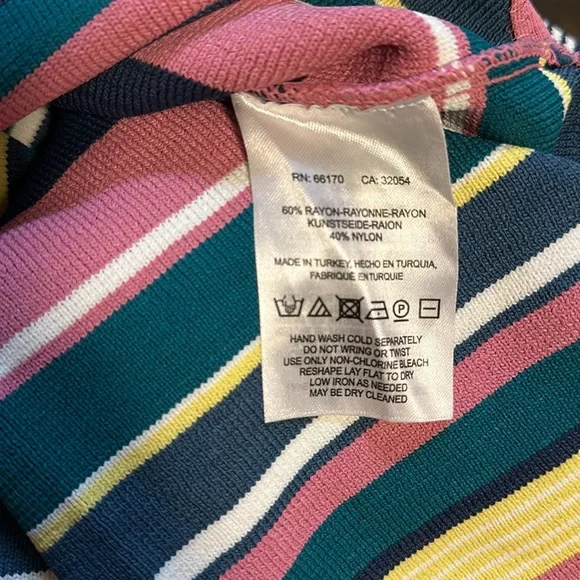 RN: 66170 CA: 32054
60% RAYON-RAYONNE-RAYON
KUNSTSEIDE-RAION
40% NYLON
MADE IN TURKEY, HECHO EN TURQUIA,
FABRIQUE EN TURQUIE
P
HAND WASH COLD SEPARATELY
DO NOT WRING OR TWIST
USE ONLY NON-CHLORINE BLEACH
RESHAPE LAY FLAT TO DRY
LOW IRON AS NEEDED
MAY BE DRY CLEANED